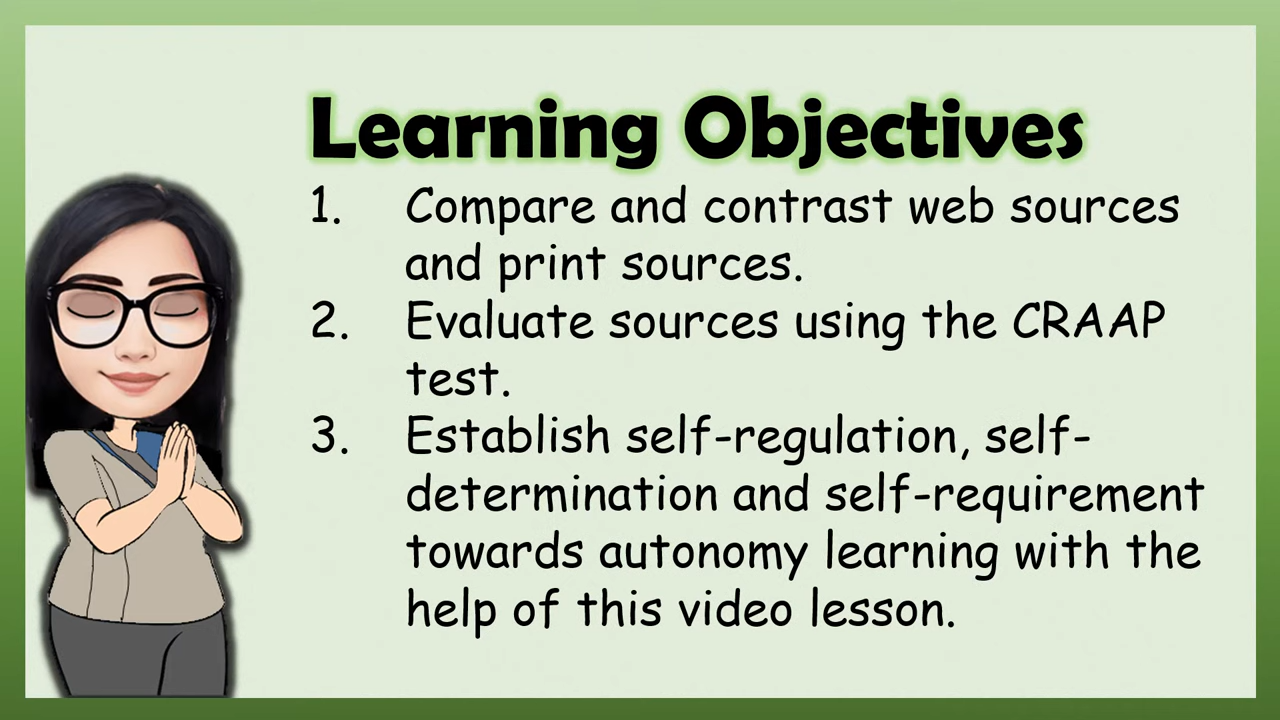 Learning Objectives
1. Compare and contrast web sources
and print sources.
2. Evaluate sources using the CRAAP
test.
3. Establish self-regulation, self-
determination and self-requirement
towards autonomy learning with the
help of this video lesson.